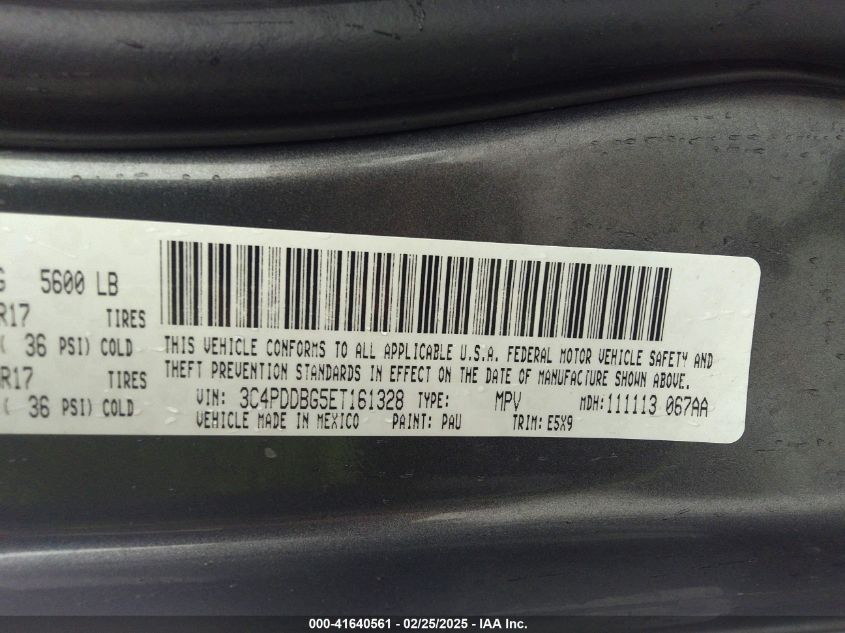 G 5600 LB
R17 TIRES
( 36 PSI) COLD
R17 TIRES
( 36 PSI) COLD
THIS VEHICLE CONFORMS TO ALL APPLICABLE U.S.A. FEDERAL MOTOR VEHICLE SAFETY AND
THEFT PREVENTION STANDARDS IN EFFECT ON THE DATE OF MANUFACTURE SHOWN ABOVE.
VIN: 3C4PDDBG5ET161328 TYPE: MPV MDH: 111113 067AA
VEHICLE MADE IN MEXICO PAINT: PAU TRIM: E5X9
000-41640561 - 02/25/2025 - IAA Inc.